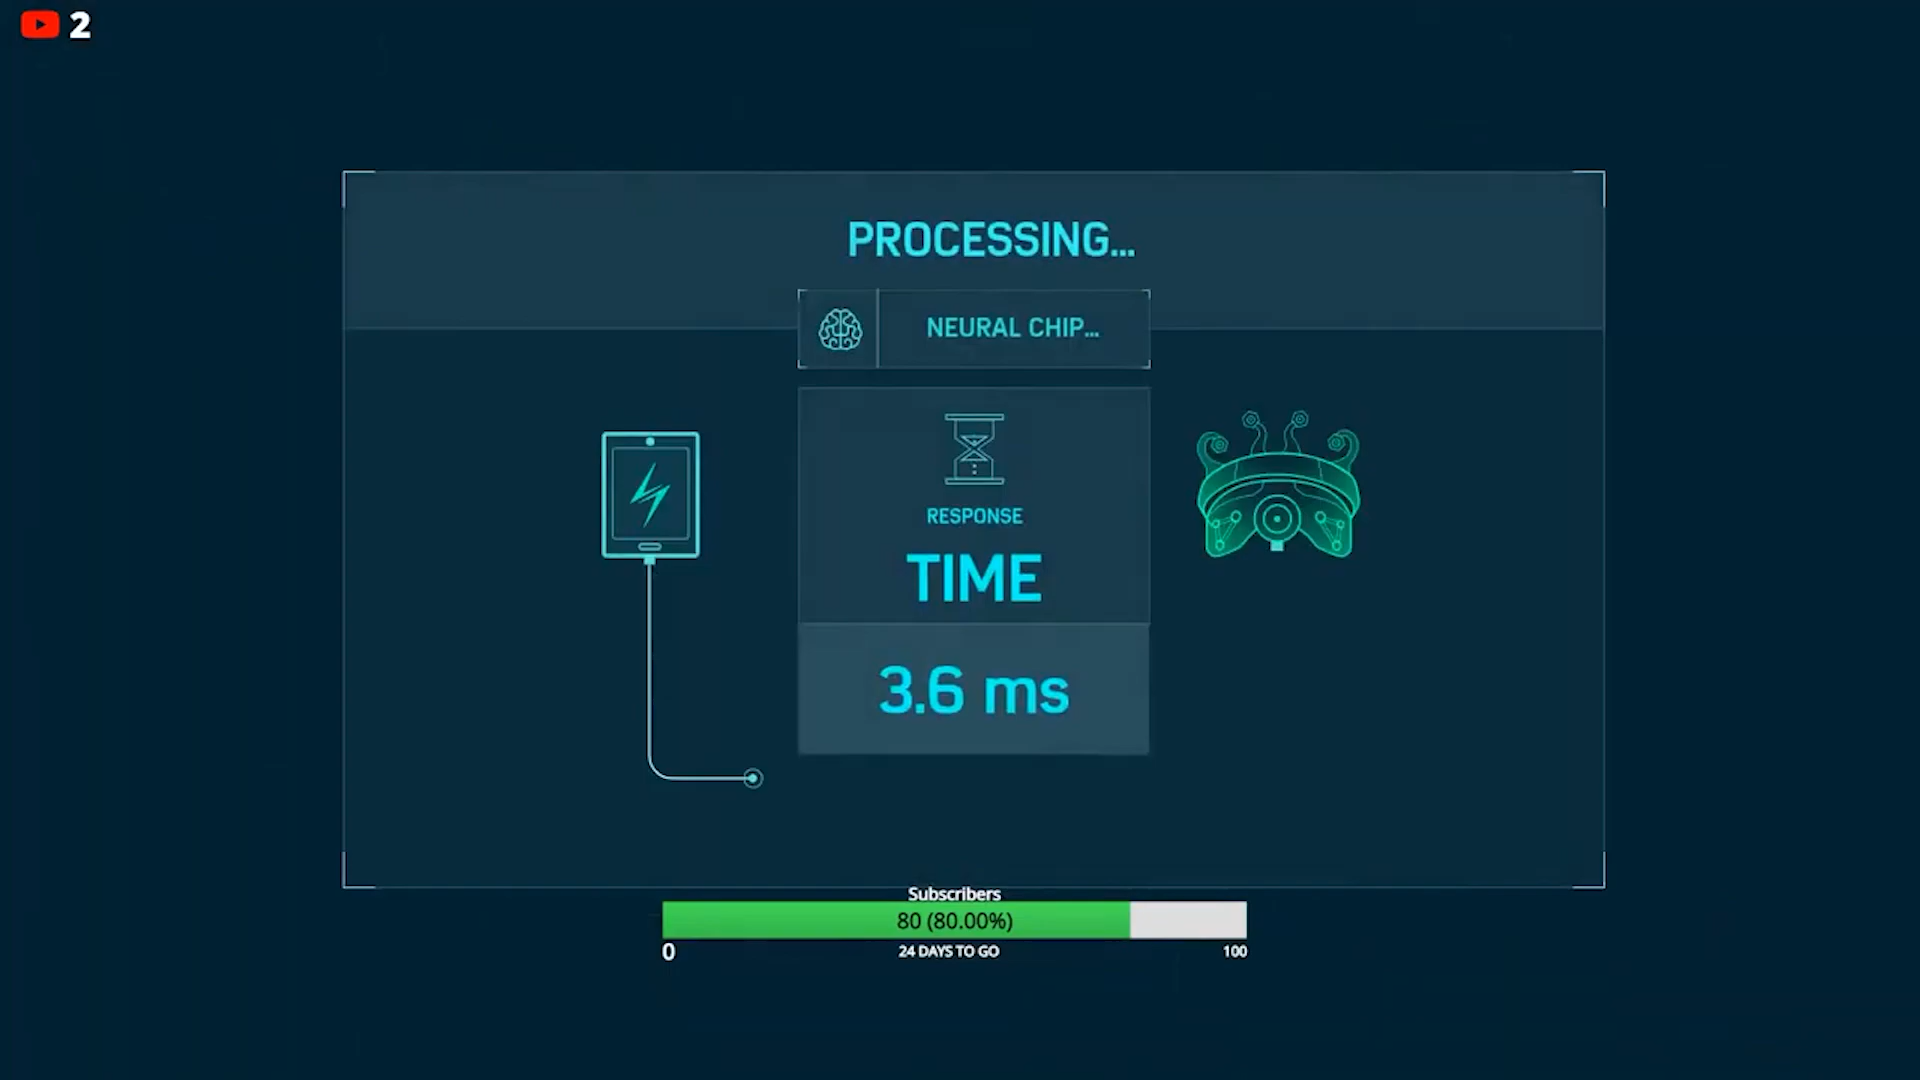 2
PROCESSING...
NEURAL CHIP...
RESPONSE
TIME
3.6 ms
Subscribers
80 (80.00%)
0
24 DAYS TO GO
100